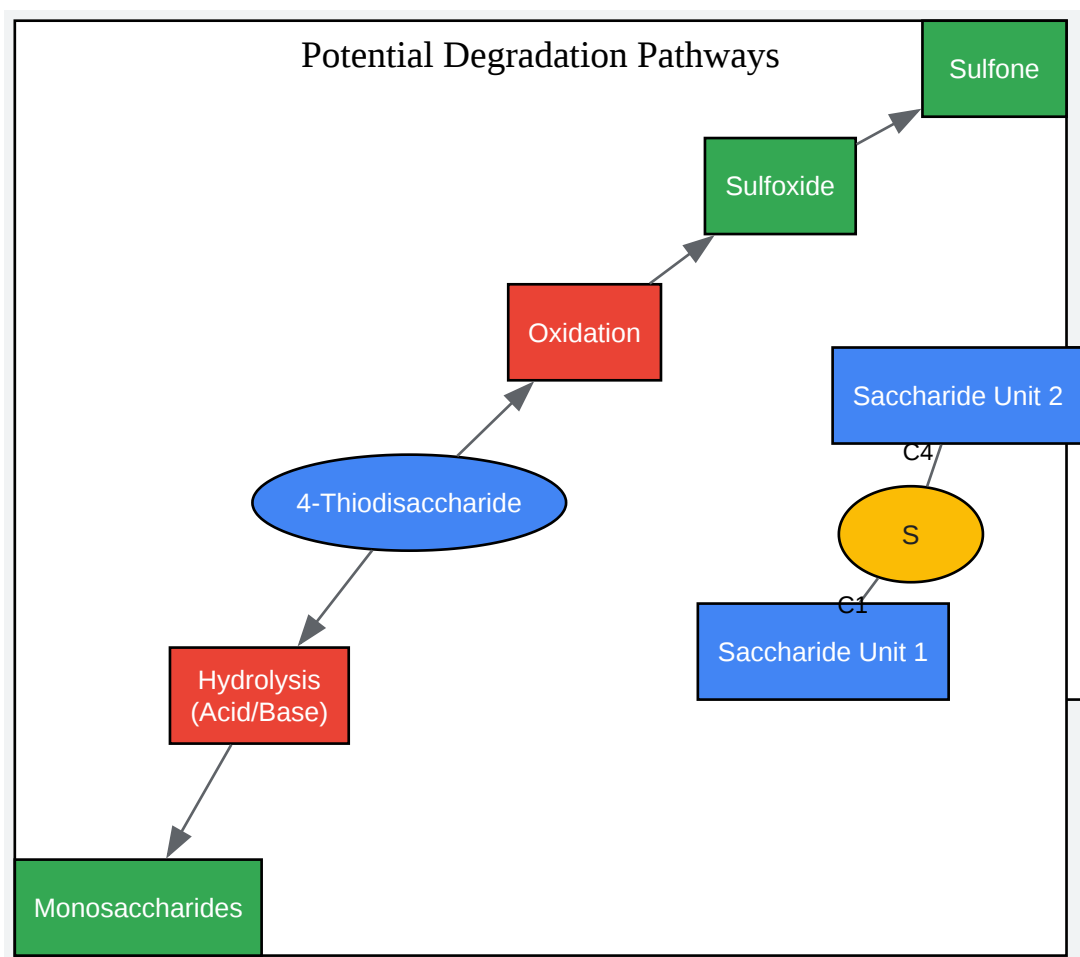 Potential Degradation Pathways
Sulfone
Sulfoxide
Oxidation
Saccharide Unit 2
C4
4-Thiodisaccharide
S
C1
Saccharide Unit 1
Hydrolysis
(Acid/Base)
Monosaccharides